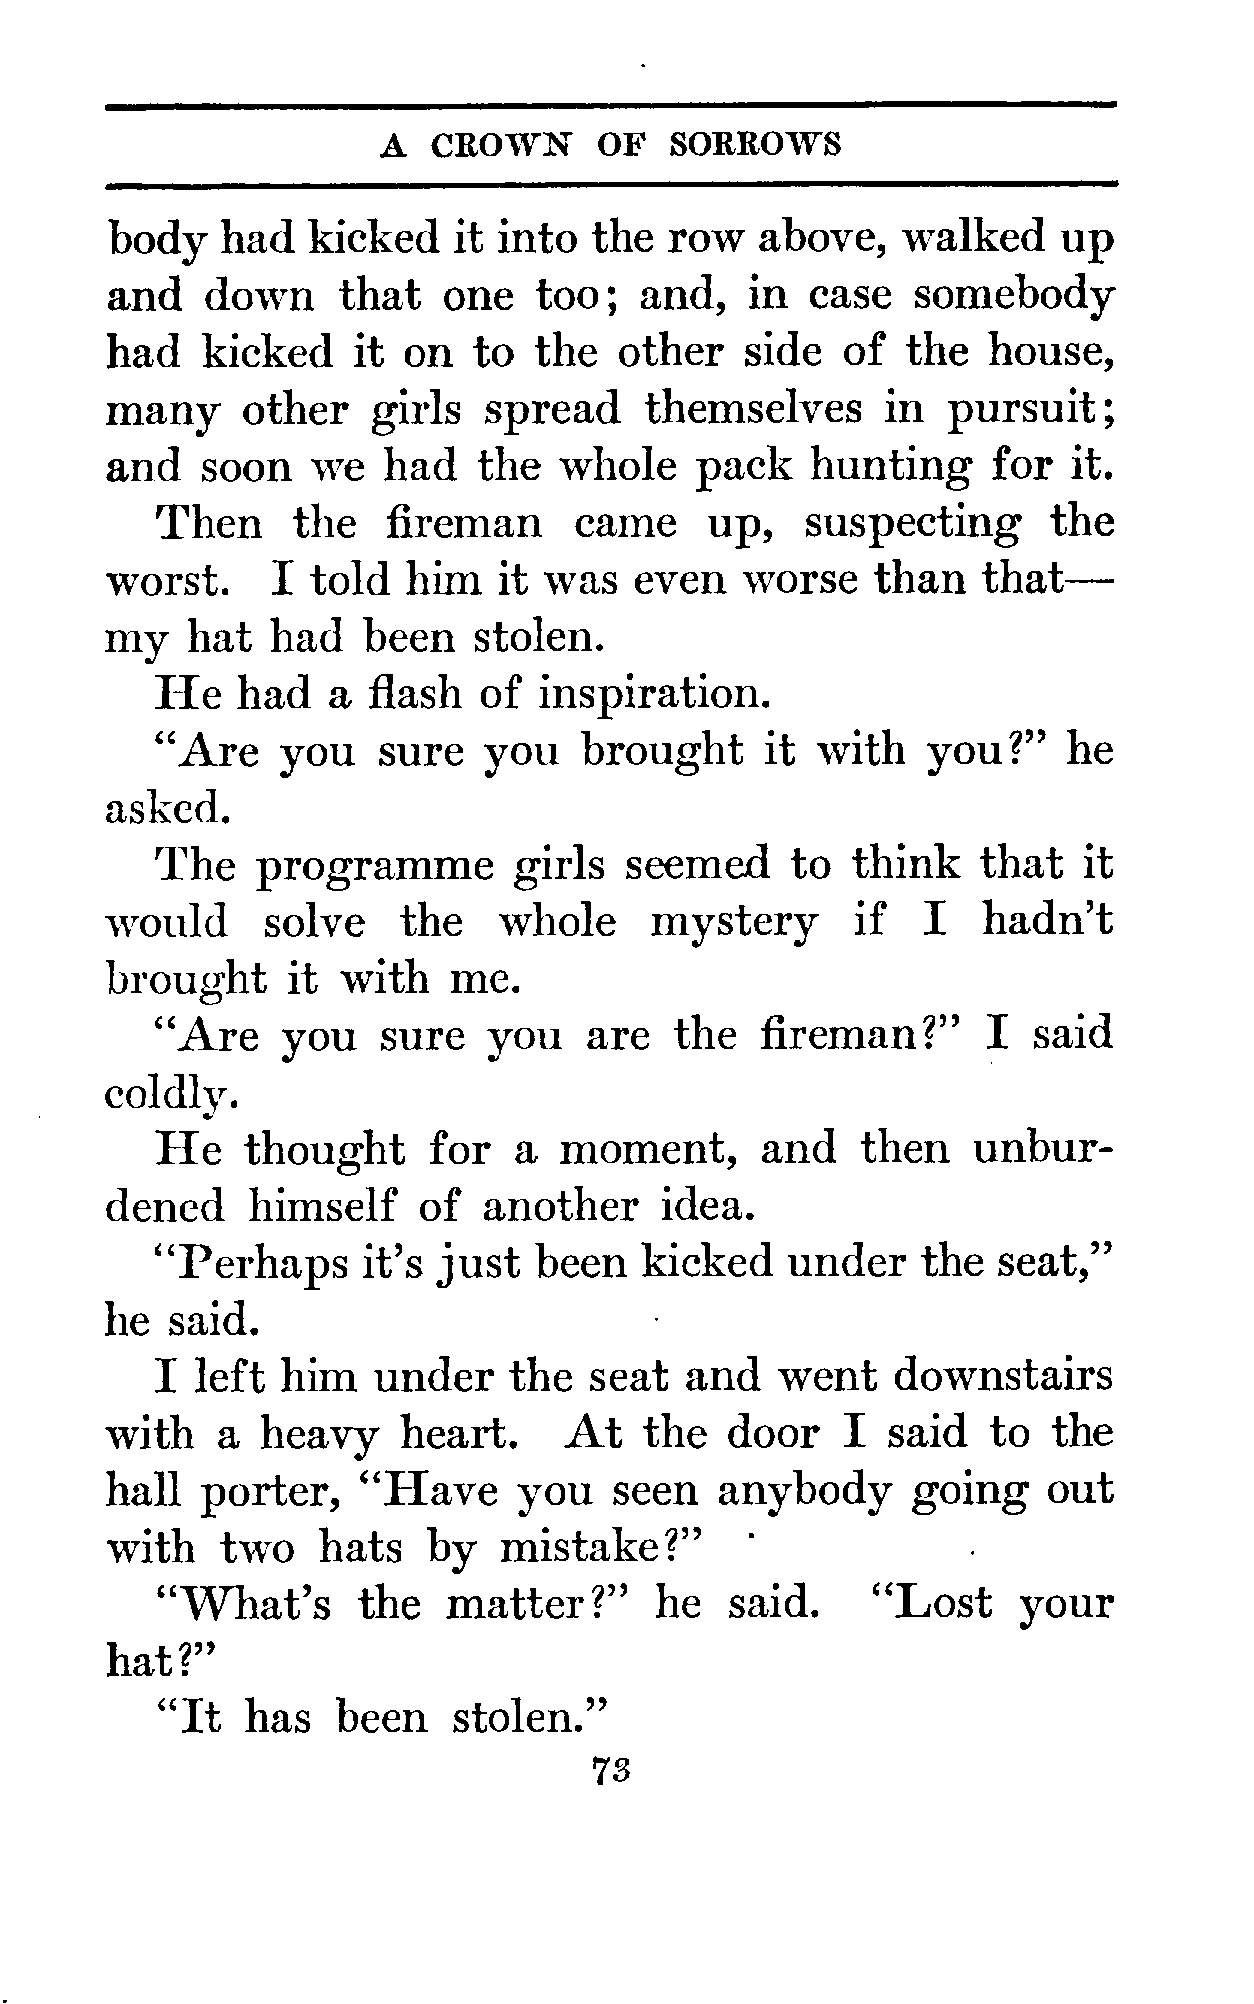 A CROWN OF SORROWS
body had kicked it into the row above, walked up
and down that one too; and, in case somebody
had kicked it on to the other side of the house,
many other girls spread themselves in pursuit;
and soon we had the whole pack hunting for it.
Then the fireman came up, suspecting the
worst. I told him it was even worse than that—
my hat had been stolen.
He had a flash of inspiration.
“Are you sure you brought it with you?” he
asked.
The programme girls seemed to think that it
would solve the whole mystery if I hadn't
brought it with me.
“Are you sure you are the fireman?” I said
coldly.
He thought for a moment, and then unbur-
dened himself of another idea.
“Perhaps it's just been kicked under the seat,”
he said.
I left him under the seat and went downstairs
with a heavy heart. At the door I said to the
hall porter, “Have you seen anybody going out
with two hats by mistake?”
“What's the matter?” he said. “Lost your
hat?”
“It has been stolen.”
73